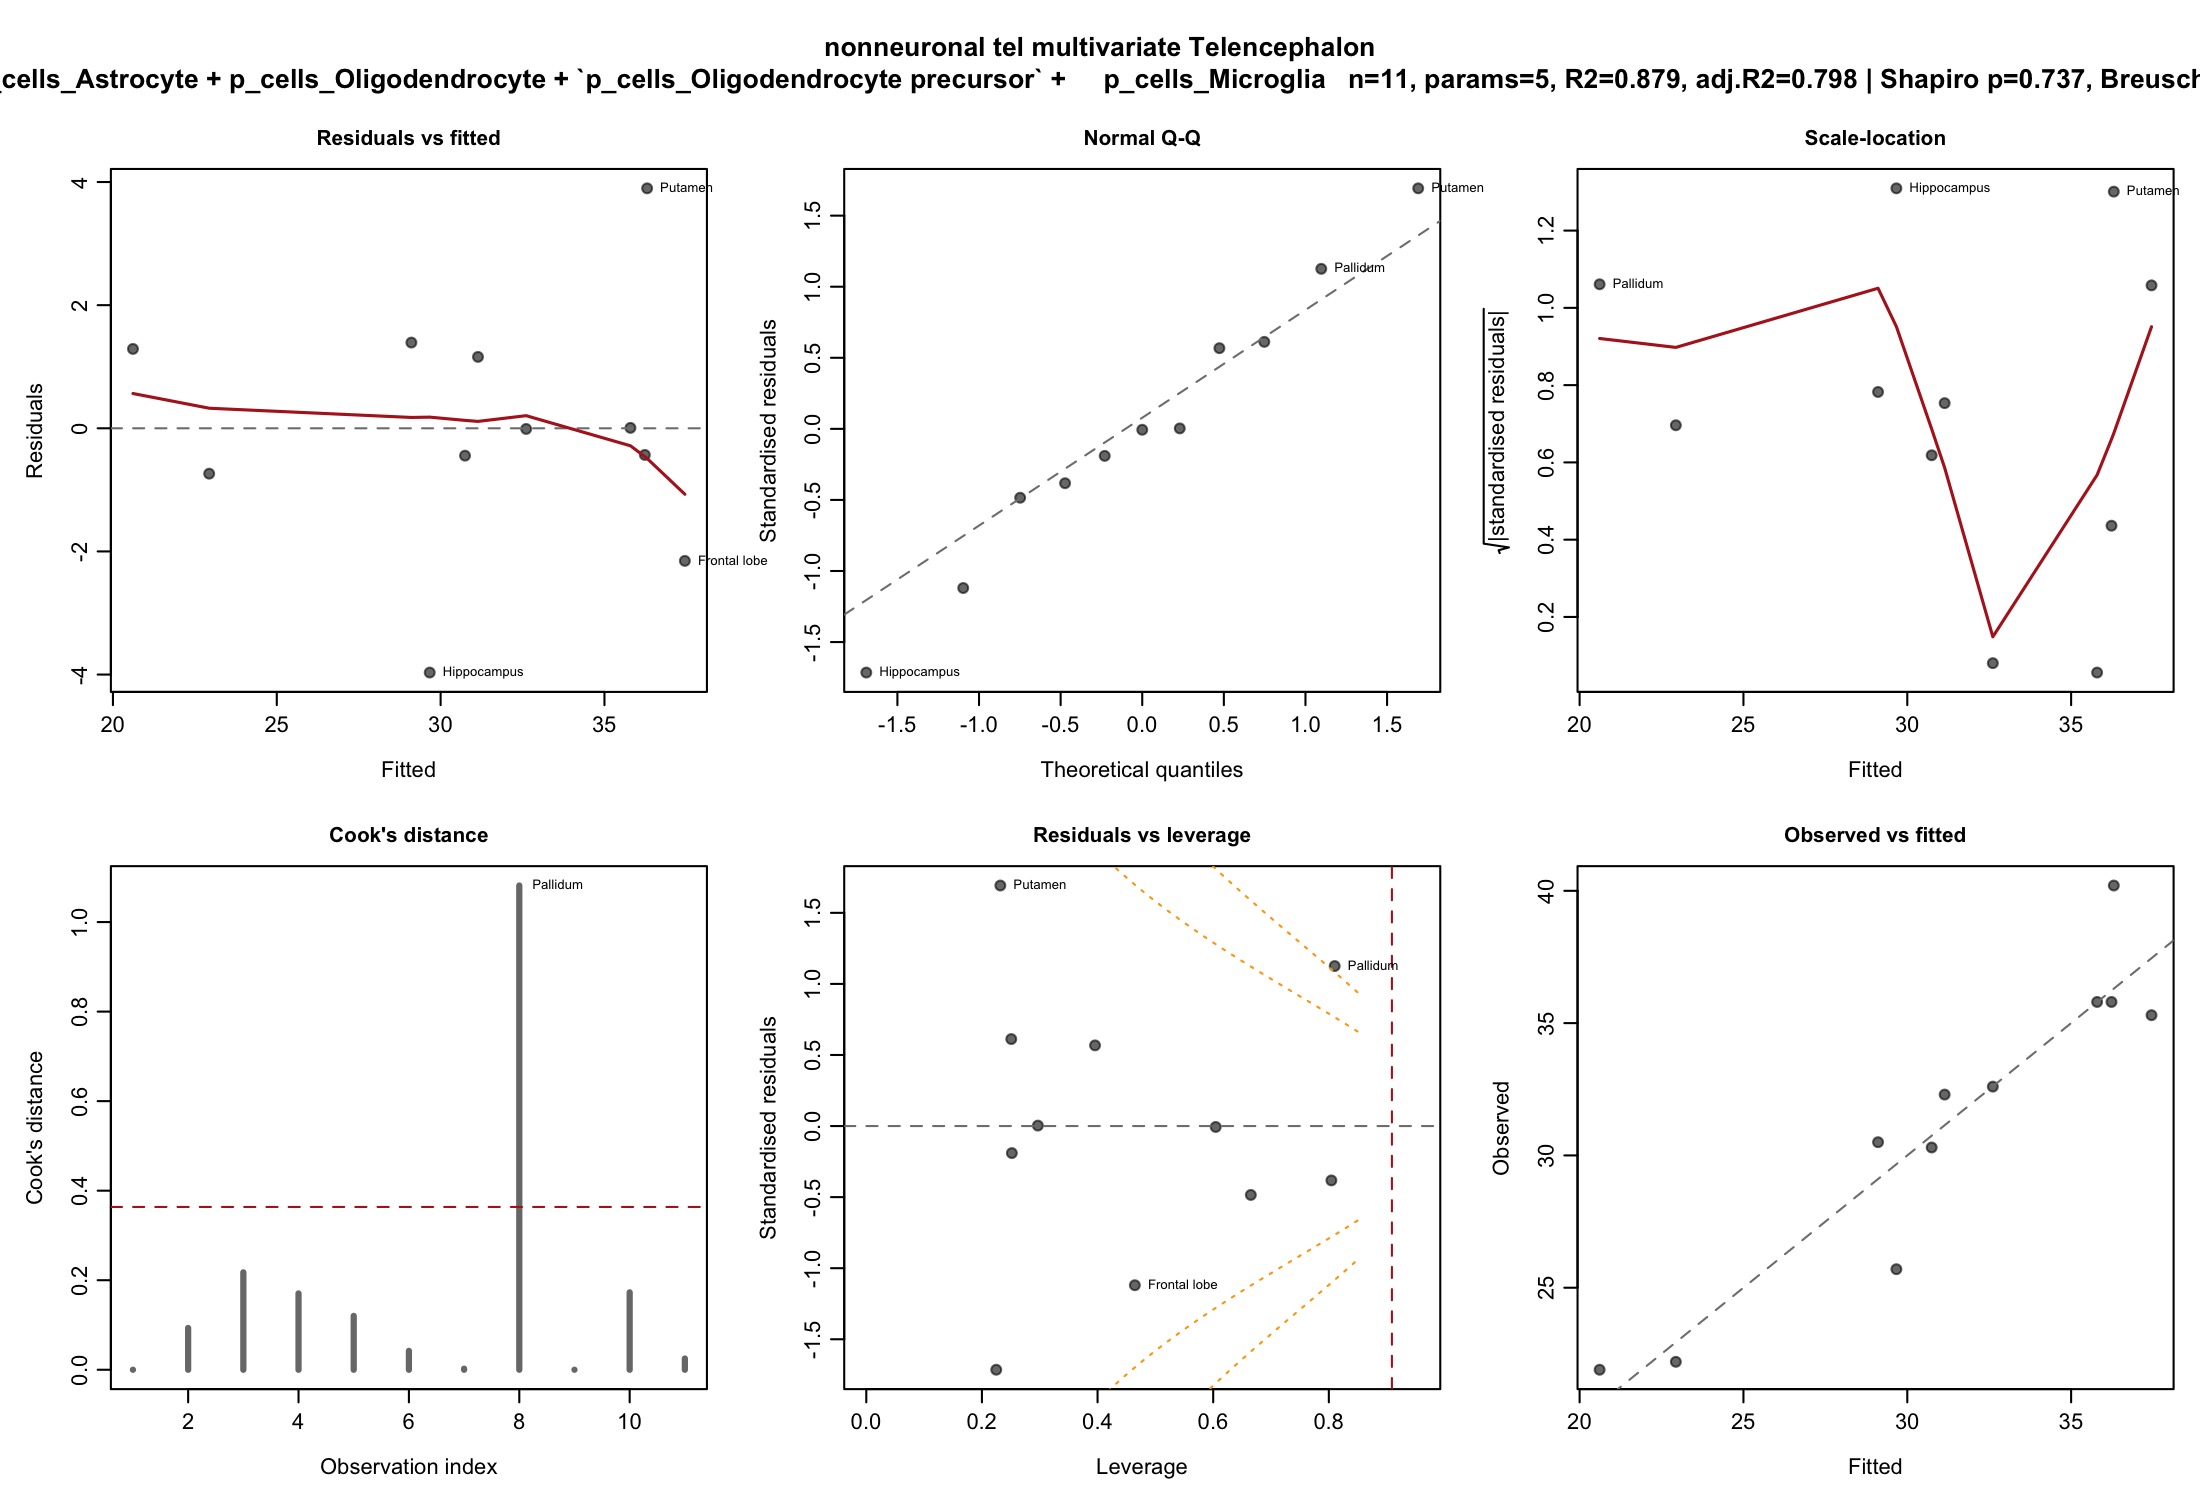 nonneuronal tel multivariate Telencephalon
_cells_Astrocyte + p_cells_Oligodendrocyte + `p_cells_Oligodendrocyte precursor` + p_cells_Microglia n=11, params=5, R2=0.879, adj.R2=0.798 | Shapiro p=0.737, Breusch
Residuals vs fitted
Residuals
4
2
0
-2
-4
Putamen
Frontal lobe
Hippocampus
20 25 30 35
Fitted
Normal Q-Q
Standardised residuals
1.5
1.0
0.5
0.0
-0.5
-1.0
-1.5
Putamen
Pallidum
Hippocampus
-1.5 -1.0 -0.5 0.0 0.5 1.0 1.5
Theoretical quantiles
Scale-location
√|standardised residuals|
1.2
1.0
0.8
0.6
0.4
0.2
Hippocampus
Putamen
Pallidum
20 25 30 35
Fitted
Cook's distance
Cook's distance
1.0
0.8
0.6
0.4
0.2
0.0
Pallidum
2 4 6 8 10
Observation index
Residuals vs leverage
Standardised residuals
1.5
1.0
0.5
0.0
-0.5
-1.0
-1.5
Putamen
Pallidum
Frontal lobe
0.0 0.2 0.4 0.6 0.8
Leverage
Observed vs fitted
Observed
40
35
30
25
20 25 30 35
Fitted